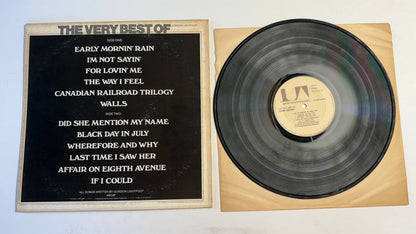 THE VERY BEST OF
SIDE ONE
EARLY MORNIN' RAIN
I'M NOT SAYIN'
FOR LOVIN' ME
THE WAY I FEEL
CANADIAN RAILROAD TRILOGY
WALLS
SIDE TWO
DID SHE MENTION MY NAME
BLACK DAY IN JULY
WHEREFORE AND WHY
LAST TIME I SAW HER
AFFAIR ON EIGHTH AVENUE
IF I COULD
ALL SONGS WRITTEN BY GORDON LIGHTFOOT
UA